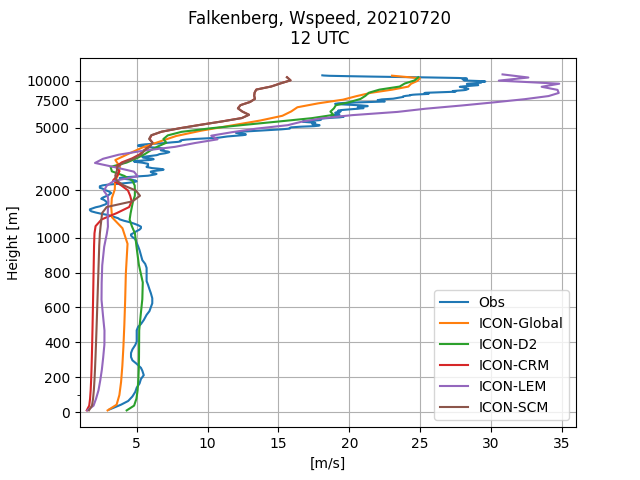 Falkenberg, Wspeed, 20210720
12 UTC
Height [m]
10000
7500
5000
2000
1000
800
600
400
200
0
5
10
15
20
25
30
35
[m/s]
Obs
ICON-Global
ICON-D2
ICON-CRM
ICON-LEM
ICON-SCM